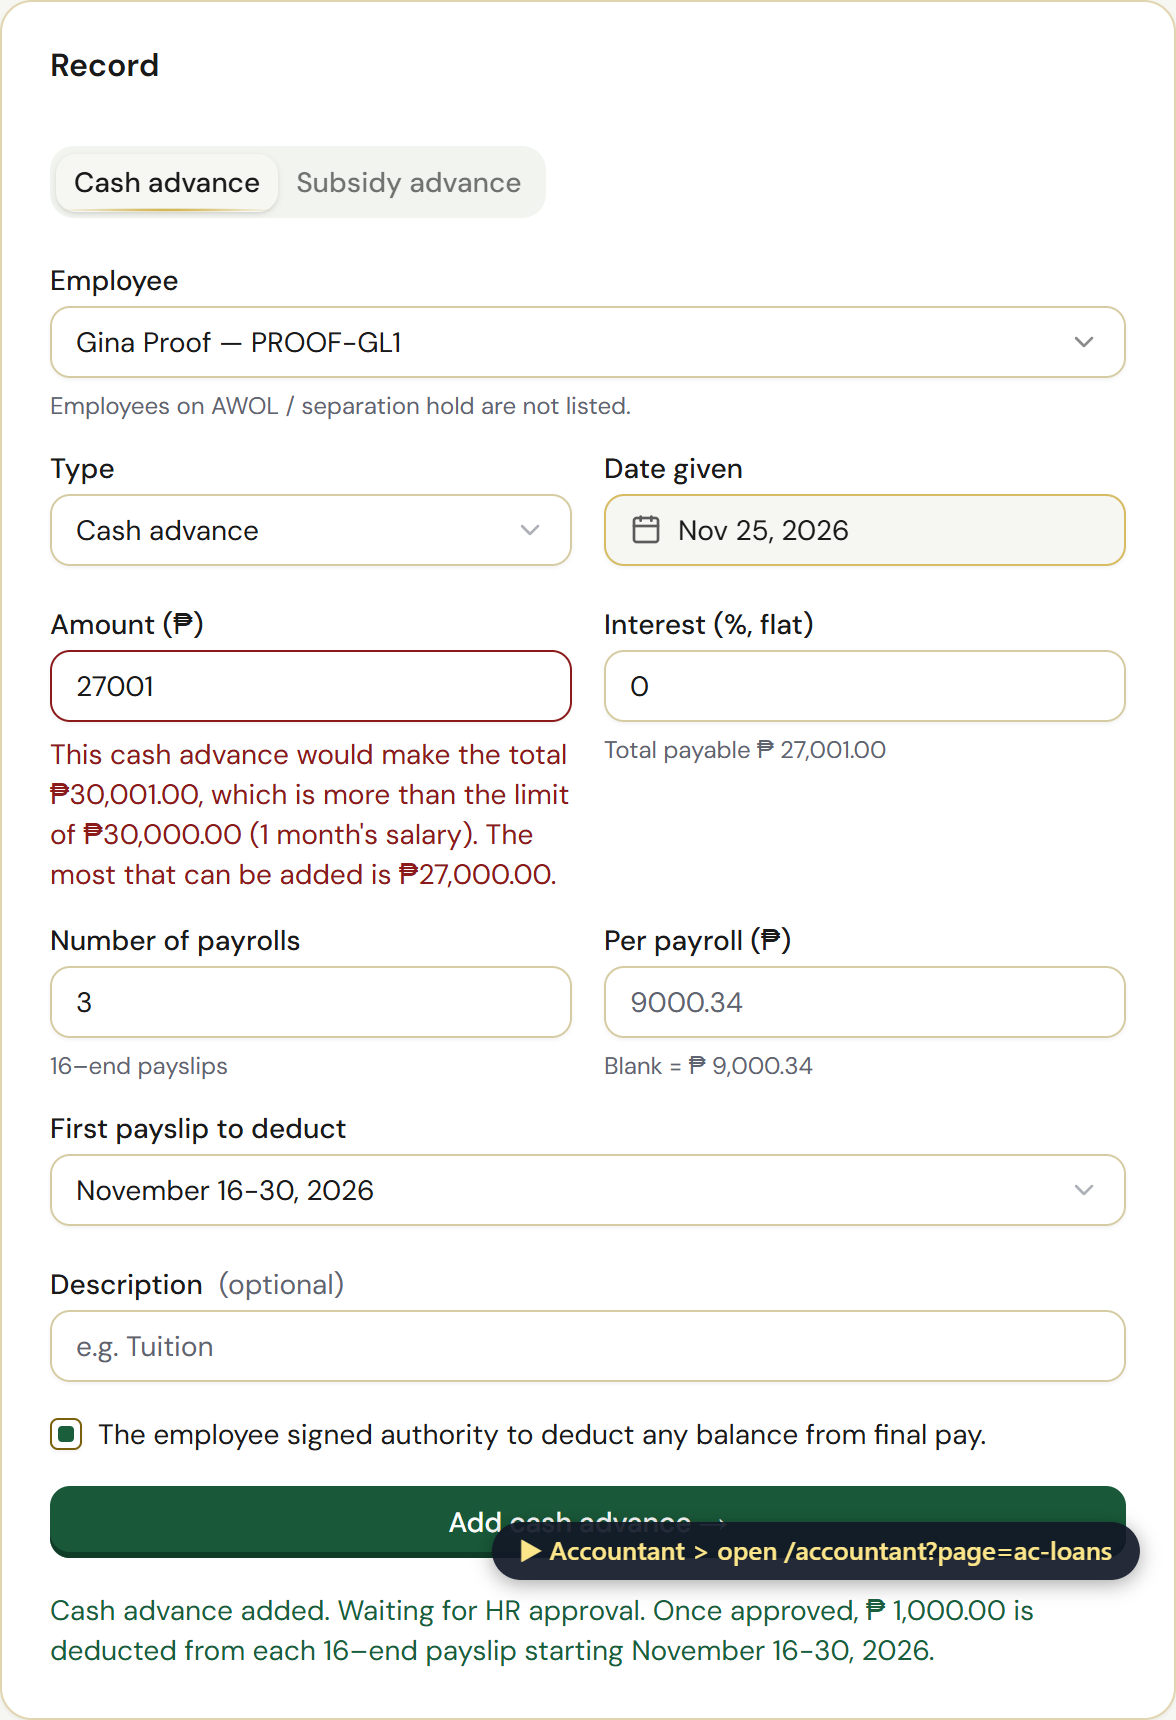 Record
Cash advance Subsidy advance
Employee
Gina Proof — PROOF-GL1
Employees on AWOL / separation hold are not listed.
Type
Cash advance
Date given
Nov 25, 2026
Amount (₱)
27001
This cash advance would make the total
₱30,001.00, which is more than the limit
of ₱30,000.00 (1 month's salary). The
most that can be added is ₱27,000.00.
Interest (%, flat)
0
Total payable ₱ 27,001.00
Number of payrolls
3
16–end payslips
Per payroll (₱)
9000.34
Blank = ₱ 9,000.34
First payslip to deduct
November 16-30, 2026
Description (optional)
e.g. Tuition
The employee signed authority to deduct any balance from final pay.
Add cash advance →
▶ Accountant > open /accountant?page=ac-loans
Cash advance added. Waiting for HR approval. Once approved, ₱ 1,000.00 is
deducted from each 16–end payslip starting November 16-30, 2026.